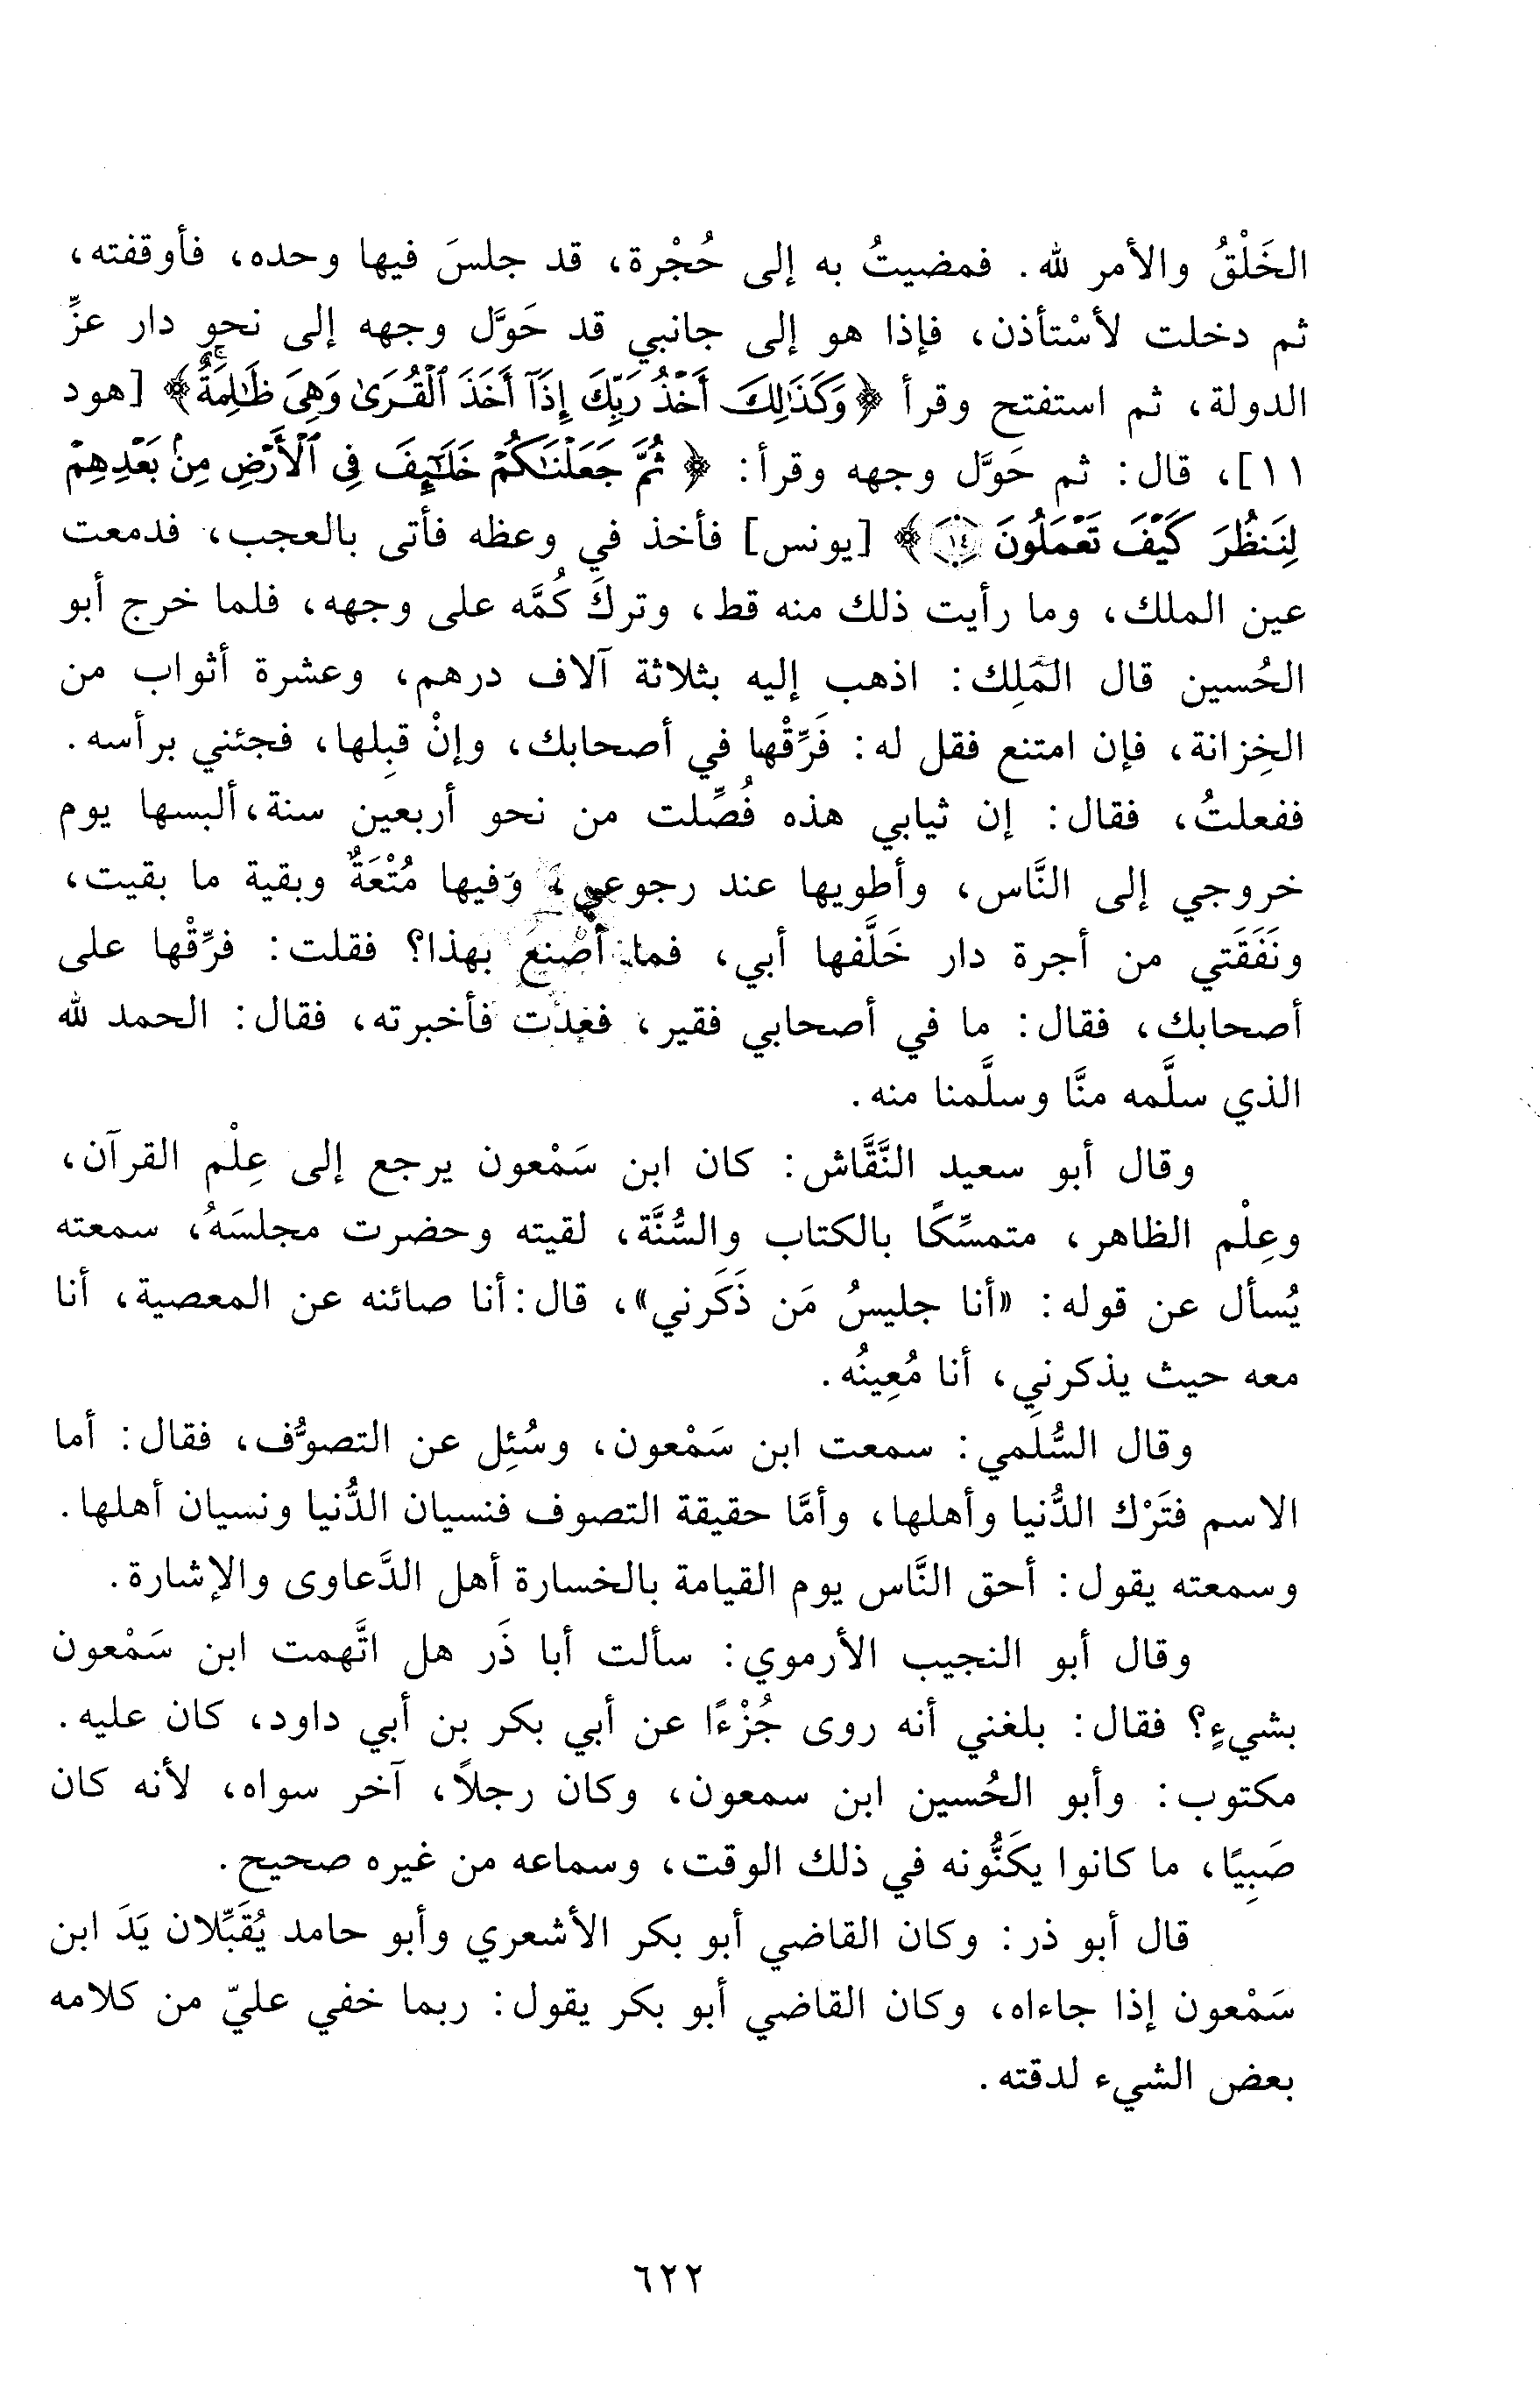 الخَلْقُ والأمر لله. فمضيتُ به إلى حُجْرة، قد جلسَ فيها وحده، فأوقفته،
ثم دخلت لأسْتأذن، فإذا هو إلى جانبي قد حَوَّل وجهه إلى نحو دار عزِّ
الدولة، ثم استفتح وقرأ ﴿وَكَذَٰلِكَ أَخْذُ رَبِّكَ إِذَآ أَخَذَ ٱلْقُرَىٰ وَهِىَ ظَٰلِمَةٌ﴾ [هود
١١]، قال: ثم حَوَّل وجهه وقرأ: ﴿ثُمَّ جَعَلْنَٰكُمْ خَلَٰٓئِفَ فِى ٱلْأَرْضِ مِنۢ بَعْدِهِمْ
لِنَنظُرَ كَيْفَ تَعْمَلُونَ ١٤﴾ [يونس] فأخذ في وعظه فأتى بالعجب، فدمعت
عين الملك، وما رأيت ذلك منه قط، وتركَ كُمَّه على وجهه، فلما خرج أبو
الحُسين قال المَلِك: اذهب إليه بثلاثة آلاف درهم، وعشرة أثواب من
الخِزانة، فإن امتنع فقل له: فَرِّقْها في أصحابك، وإنْ قبِلها، فجئني برأسه.
ففعلتُ، فقال: إن ثيابي هذه فُصِّلت من نحو أربعين سنة، ألبسها يوم
خروجي إلى النَّاس، وأطويها عند رجوعي، وفيها مُتْعَةٌ وبقية ما بقيت،
ونَفَقَتي من أجرة دار خَلَّفها أبي، فما أصْنعَ بهذا؟ فقلت: فرِّقْها على
أصحابك، فقال: ما في أصحابي فقير، فعدت فأخبرته، فقال: الحمد لله
الذي سلَّمه منَّا وسلَّمنا منه.
وقال أبو سعيد النَّقَّاش: كان ابن سَمْعون يرجع إلى عِلْم القرآن،
وعِلْم الظاهر، متمسِّكًا بالكتاب والسُّنَّة، لقيته وحضرت مجلسَهُ، سمعته
يُسأل عن قوله: «أنا جليسُ مَن ذَكَرني»، قال: أنا صائنه عن المعصية، أنا
معه حيث يذكرني، أنا مُعِينُه.
وقال السُّلَمي: سمعت ابن سَمْعون، وسُئِل عن التصوُّف، فقال: أما
الاسم فتَرْك الدُّنيا وأهلها، وأمَّا حقيقة التصوف فنسيان الدُّنيا ونسيان أهلها.
وسمعته يقول: أحق النَّاس يوم القيامة بالخسارة أهل الدَّعاوى والإشارة.
وقال أبو النجيب الأرموي: سألت أبا ذَر هل اتَّهمت ابن سَمْعون
بشيءٍ؟ فقال: بلغني أنه روى جُزْءًا عن أبي بكر بن أبي داود، كان عليه.
مكتوب: وأبو الحُسين ابن سمعون، وكان رجلاً، آخر سواه، لأنه كان
صَبِيًا، ما كانوا يكَنُّونه في ذلك الوقت، وسماعه من غيره صحيح.
قال أبو ذر: وكان القاضي أبو بكر الأشعري وأبو حامد يُقَبِّلان يَدَ ابن
سَمْعون إذا جاءاه، وكان القاضي أبو بكر يقول: ربما خفي عليّ من كلامه
بعض الشيء لدقته.
٦٢٢